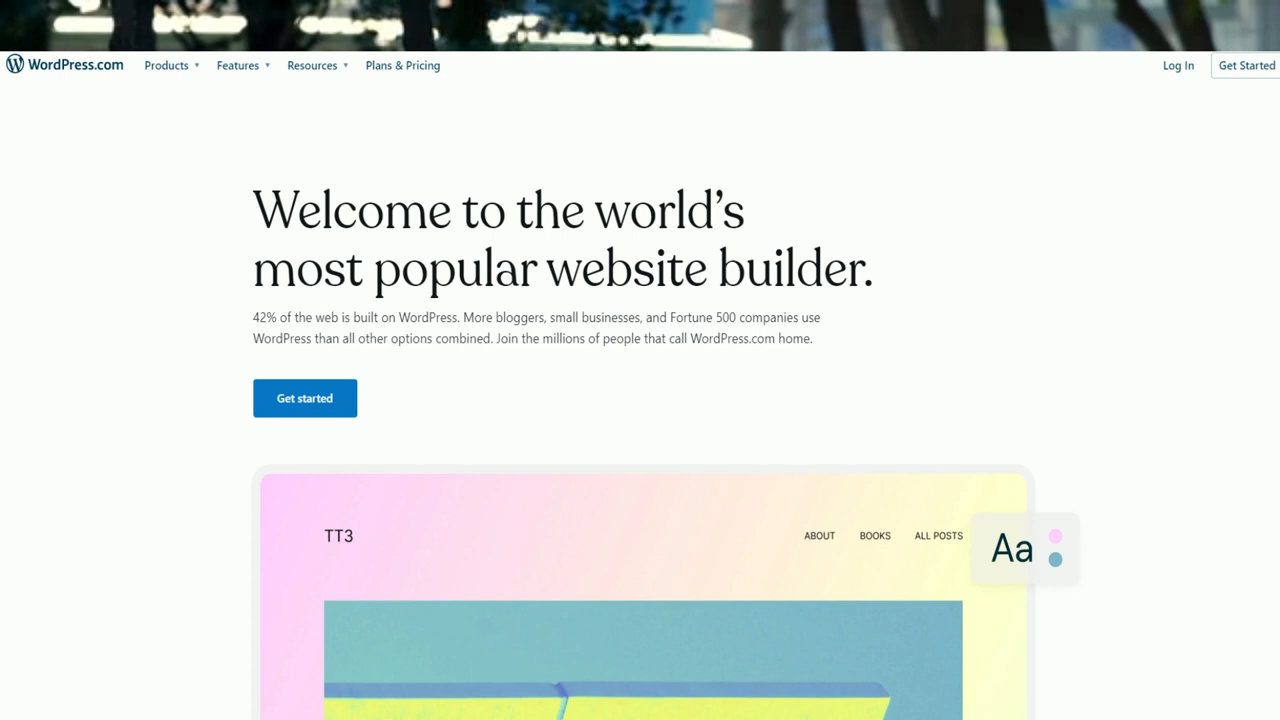 WordPress.com Products Features Resources Plans & Pricing Log In Get Started
Welcome to the world’s
most popular website builder.
42% of the web is built on WordPress. More bloggers, small businesses, and Fortune 500 companies use
WordPress than all other options combined. Join the millions of people that call WordPress.com home.
Get started
TT3 ABOUT BOOKS ALL POSTS
Aa